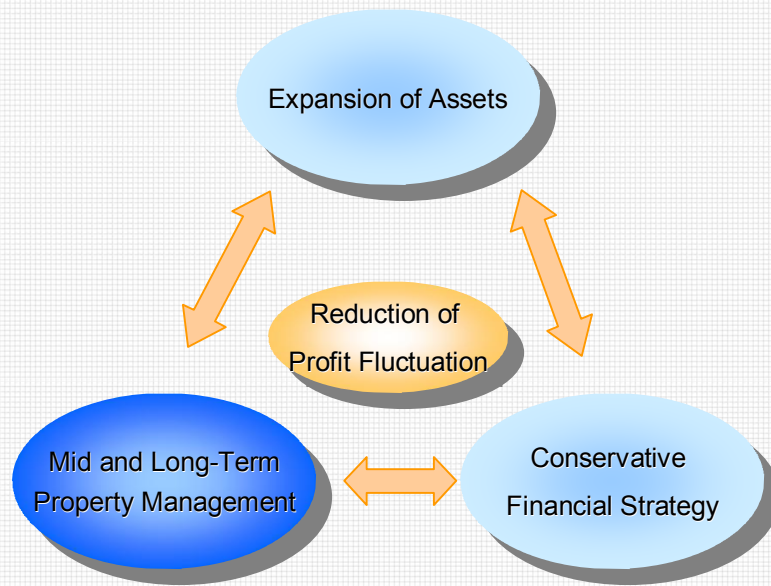 Expansion of Assets
Reduction of
Profit Fluctuation
Mid and Long-Term
Property Management
Conservative
Financial Strategy